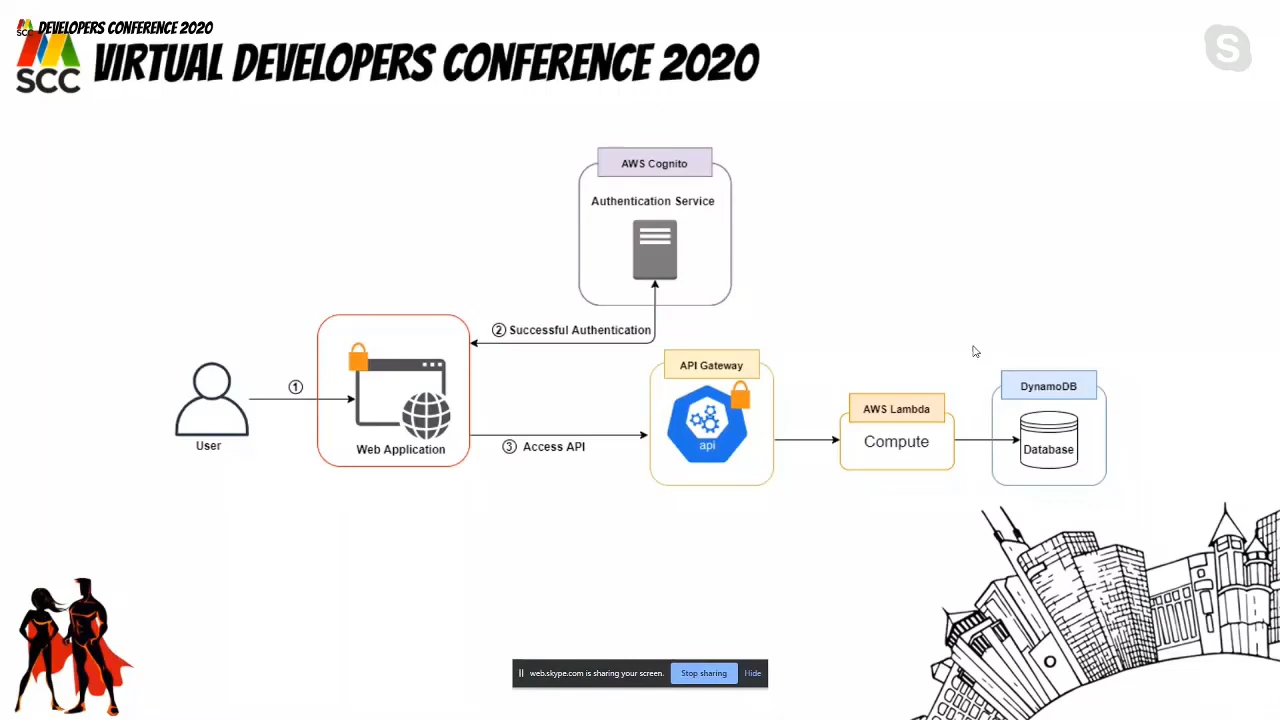 DEVELOPERS CONFERENCE 2020
SCC
SCC
VIRTUAL DEVELOPERS CONFERENCE 2020
S
AWS Cognito
Authentication Service
② Successful Authentication
API Gateway
①
DynamoDB
AWS Lambda
Compute
api
User
Web Application
③ Access API
Database
web.skype.com is sharing your screen.
Stop sharing
Hide